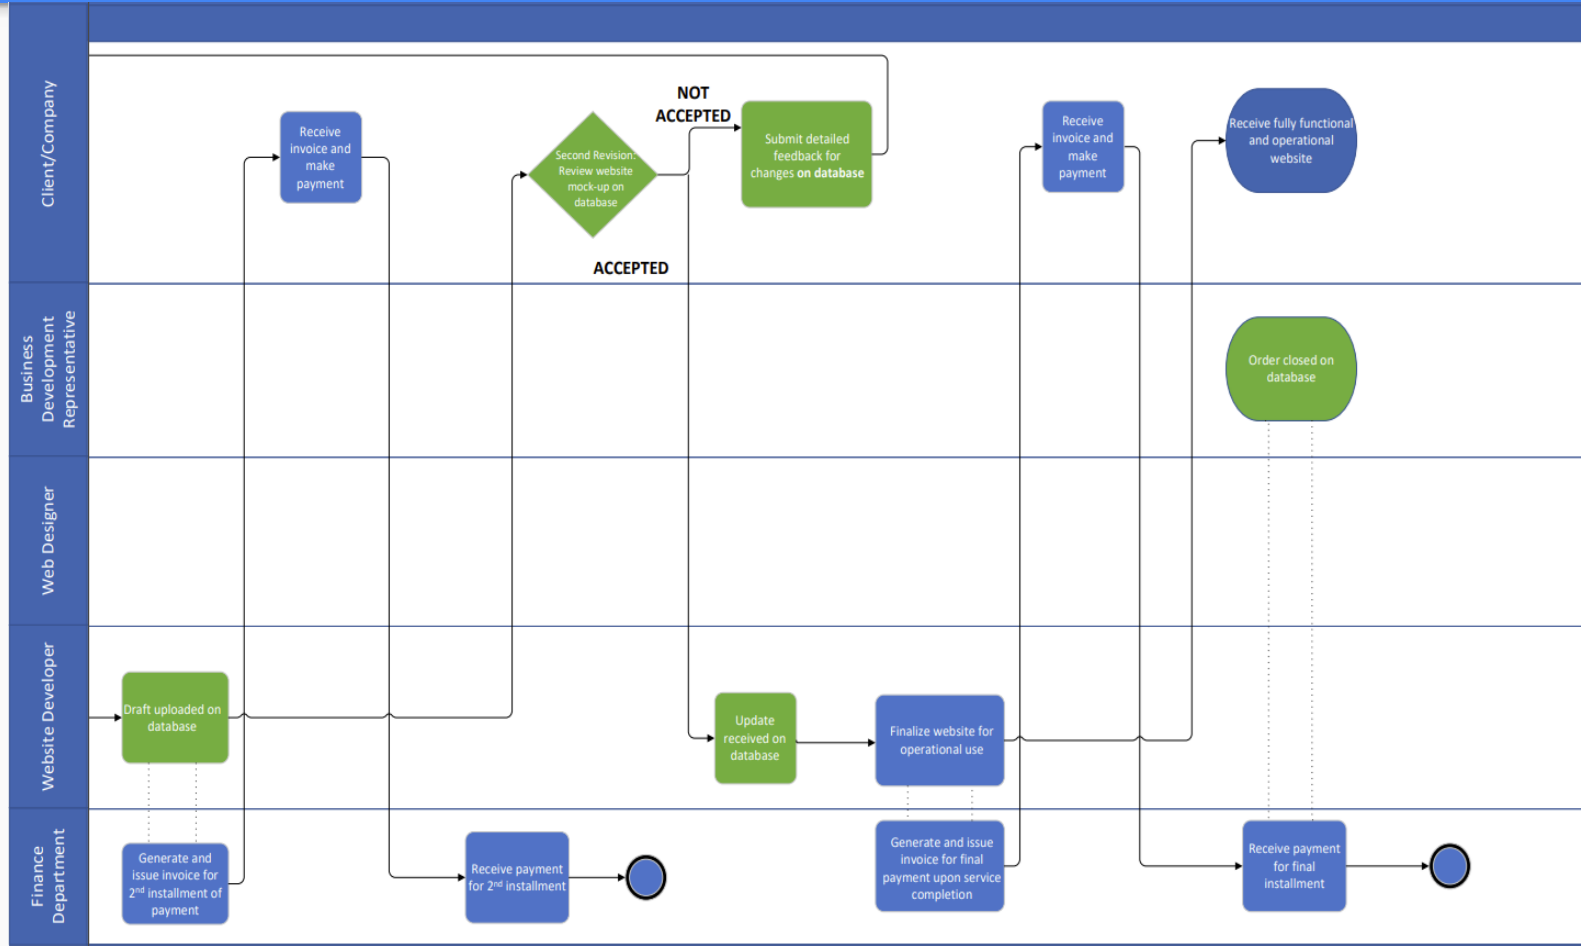 Client/Company
Receive
invoice and
make
payment
Second Revision:
Review website
mock-up on
database
NOT
ACCEPTED
ACCEPTED
Submit detailed
feedback for
changes on database
Receive
invoice and
make
payment
Receive fully functional
and operational
website
Business
Development
Representative
Order closed on
database
Web Designer
Website Developer
Draft uploaded on
database
Update
received on
database
Finalize website for
operational use
Finance
Department
Generate and
issue invoice for
2nd installment of
payment
Receive payment
for 2nd installment
Generate and issue
invoice for final
payment upon service
completion
Receive payment
for final
installment